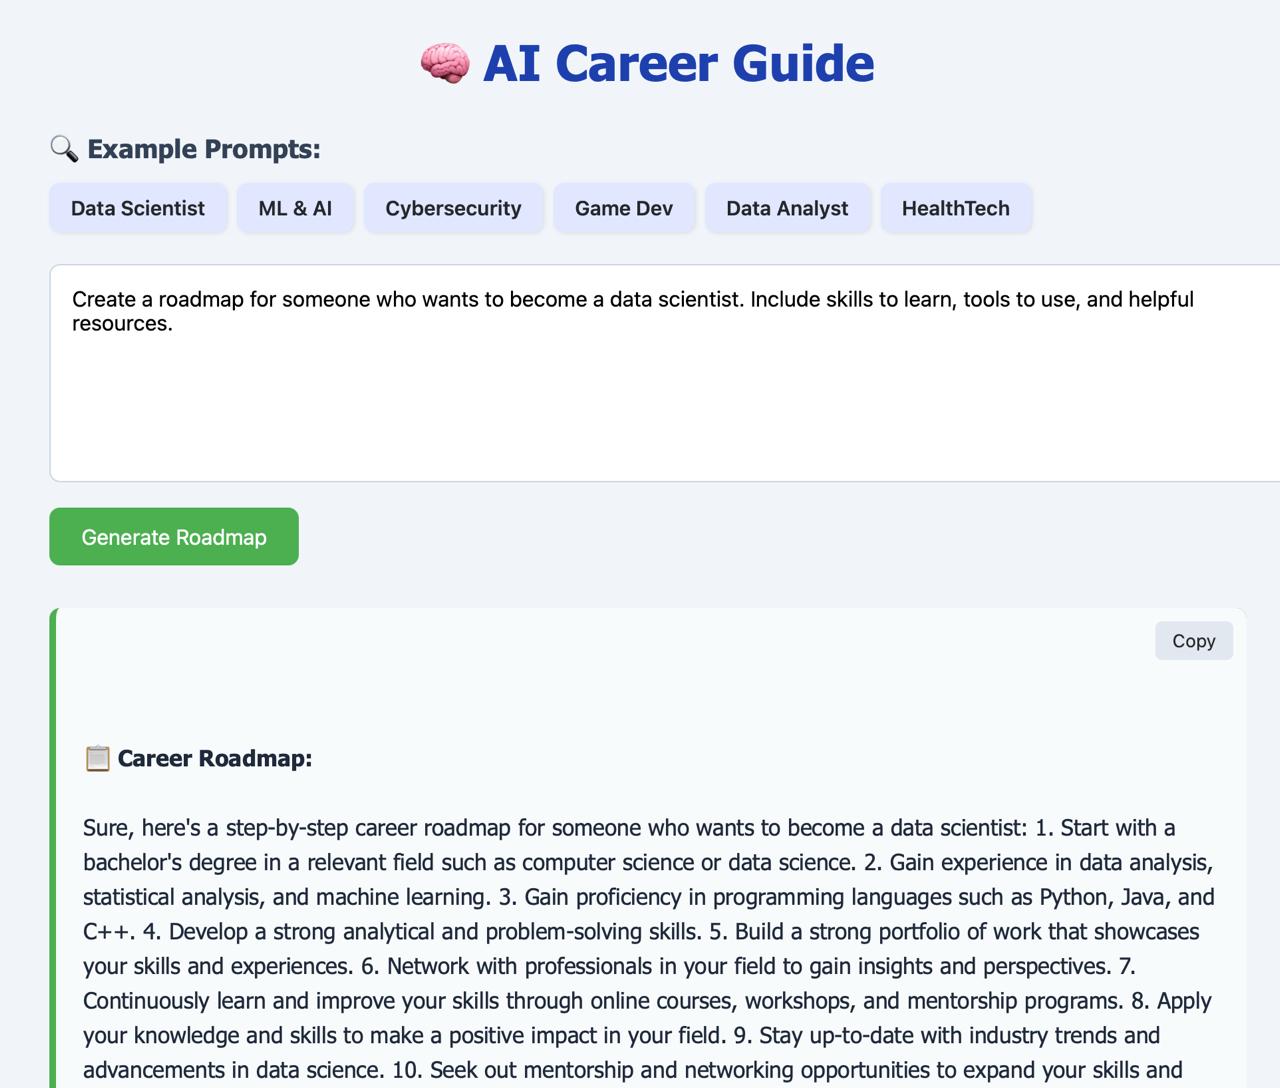 🧠 AI Career Guide
🔍 Example Prompts:
Data Scientist ML & AI Cybersecurity Game Dev Data Analyst HealthTech
Create a roadmap for someone who wants to become a data scientist. Include skills to learn, tools to use, and helpful
resources.
Generate Roadmap
Copy
📋 Career Roadmap:
Sure, here's a step-by-step career roadmap for someone who wants to become a data scientist: 1. Start with a
bachelor's degree in a relevant field such as computer science or data science. 2. Gain experience in data analysis,
statistical analysis, and machine learning. 3. Gain proficiency in programming languages such as Python, Java, and
C++. 4. Develop a strong analytical and problem-solving skills. 5. Build a strong portfolio of work that showcases
your skills and experiences. 6. Network with professionals in your field to gain insights and perspectives. 7.
Continuously learn and improve your skills through online courses, workshops, and mentorship programs. 8. Apply
your knowledge and skills to make a positive impact in your field. 9. Stay up-to-date with industry trends and
advancements in data science. 10. Seek out mentorship and networking opportunities to expand your skills and